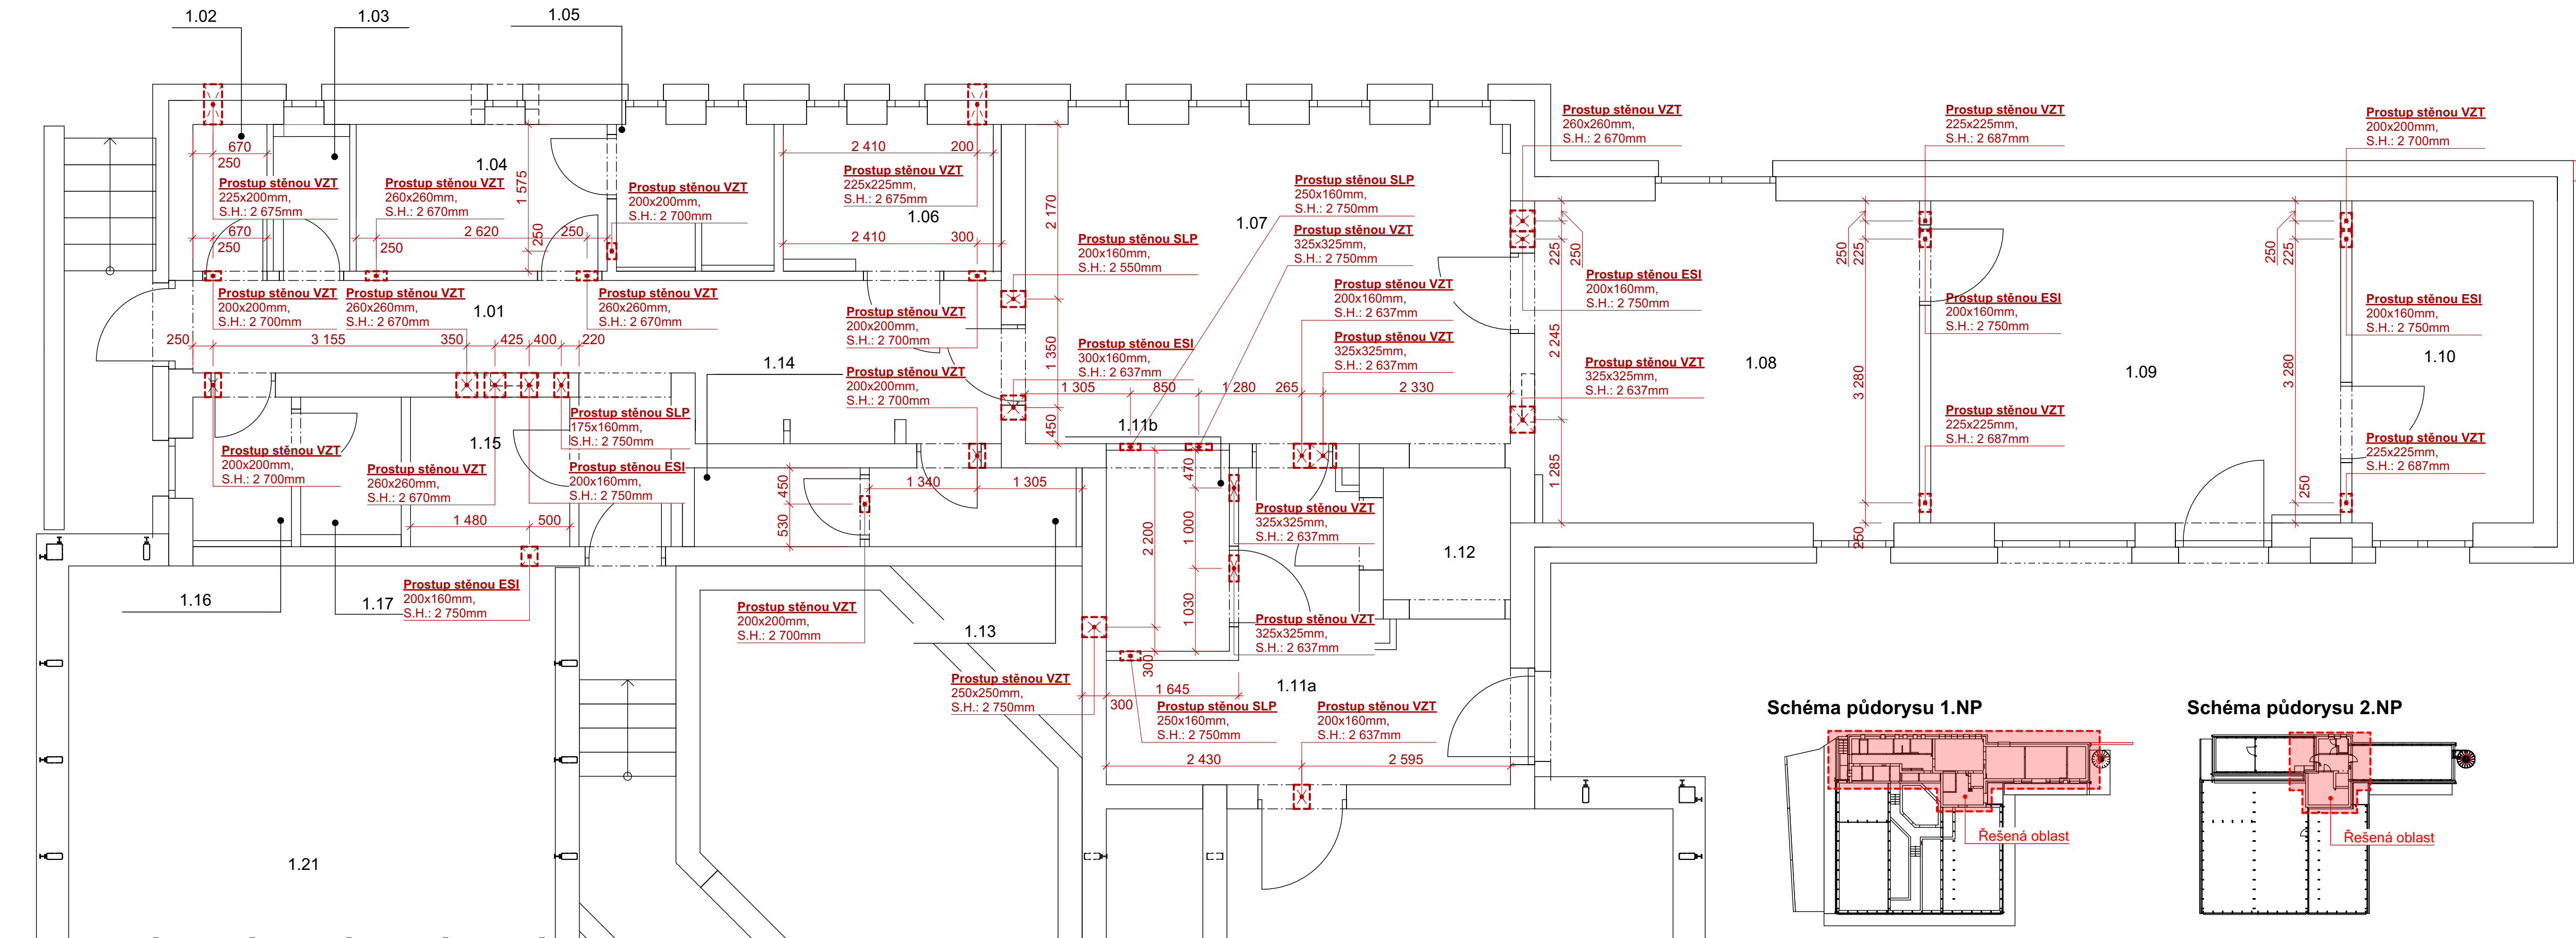 1.02
1.03
1.05
670
250
1.04
1 575
2 410
200
Prostup stěnou VZT
225x200mm,
S.H.: 2 675mm
Prostup stěnou VZT
260x260mm,
S.H.: 2 670mm
Prostup stěnou VZT
200x200mm,
S.H.: 2 700mm
Prostup stěnou VZT
225x225mm,
S.H.: 2 675mm
1.06
670
250
250
2 620
250
250
2 410
300
2 170
1.07
Prostup stěnou SLP
250x160mm,
S.H.: 2 750mm
Prostup stěnou VZT
325x325mm,
S.H.: 2 750mm
Prostup stěnou SLP
200x160mm,
S.H.: 2 550mm
Prostup stěnou VZT
200x160mm,
S.H.: 2 637mm
Prostup stěnou VZT
325x325mm,
S.H.: 2 637mm
Prostup stěnou VZT
200x200mm,
S.H.: 2 700mm
Prostup stěnou VZT
260x260mm,
S.H.: 2 670mm
1.01
Prostup stěnou VZT
260x260mm,
S.H.: 2 670mm
Prostup stěnou VZT
200x200mm,
S.H.: 2 700mm
250
3 155
350
425
400
220
1 350
Prostup stěnou ESI
300x160mm,
S.H.: 2 637mm
1.14
Prostup stěnou VZT
200x200mm,
S.H.: 2 700mm
1 305
850
1 280
265
2 330
450
1.11b
Prostup stěnou VZT
260x260mm,
S.H.: 2 670mm
Prostup stěnou VZT
225x225mm,
S.H.: 2 687mm
Prostup stěnou VZT
200x200mm,
S.H.: 2 700mm
225
250
250
225
250
225
Prostup stěnou ESI
200x160mm,
S.H.: 2 750mm
Prostup stěnou ESI
200x160mm,
S.H.: 2 750mm
Prostup stěnou ESI
200x160mm,
S.H.: 2 750mm
2 245
1.08
3 280
1.09
3 280
1.10
Prostup stěnou VZT
325x325mm,
S.H.: 2 637mm
Prostup stěnou VZT
225x225mm,
S.H.: 2 687mm
Prostup stěnou VZT
225x225mm,
S.H.: 2 687mm
1 285
250
250
Prostup stěnou VZT
200x200mm,
S.H.: 2 700mm
1.15
Prostup stěnou SLP
175x160mm,
S.H.: 2 750mm
Prostup stěnou VZT
260x260mm,
S.H.: 2 670mm
Prostup stěnou ESI
200x160mm,
S.H.: 2 750mm
1 480
500
450
530
1 340
1 305
470
2 200
1 000
1 030
300
Prostup stěnou VZT
325x325mm,
S.H.: 2 637mm
1.12
1.16
1.17
Prostup stěnou ESI
200x160mm,
S.H.: 2 750mm
Prostup stěnou VZT
200x200mm,
S.H.: 2 700mm
1.13
Prostup stěnou VZT
325x325mm,
S.H.: 2 637mm
Prostup stěnou VZT
250x250mm,
S.H.: 2 750mm
1 645
300
1.11a
Prostup stěnou SLP
250x160mm,
S.H.: 2 750mm
Prostup stěnou VZT
200x160mm,
S.H.: 2 637mm
2 430
2 595
1.21
Schéma půdorysu 1.NP
Řešená oblast
Schéma půdorysu 2.NP
Řešená oblast